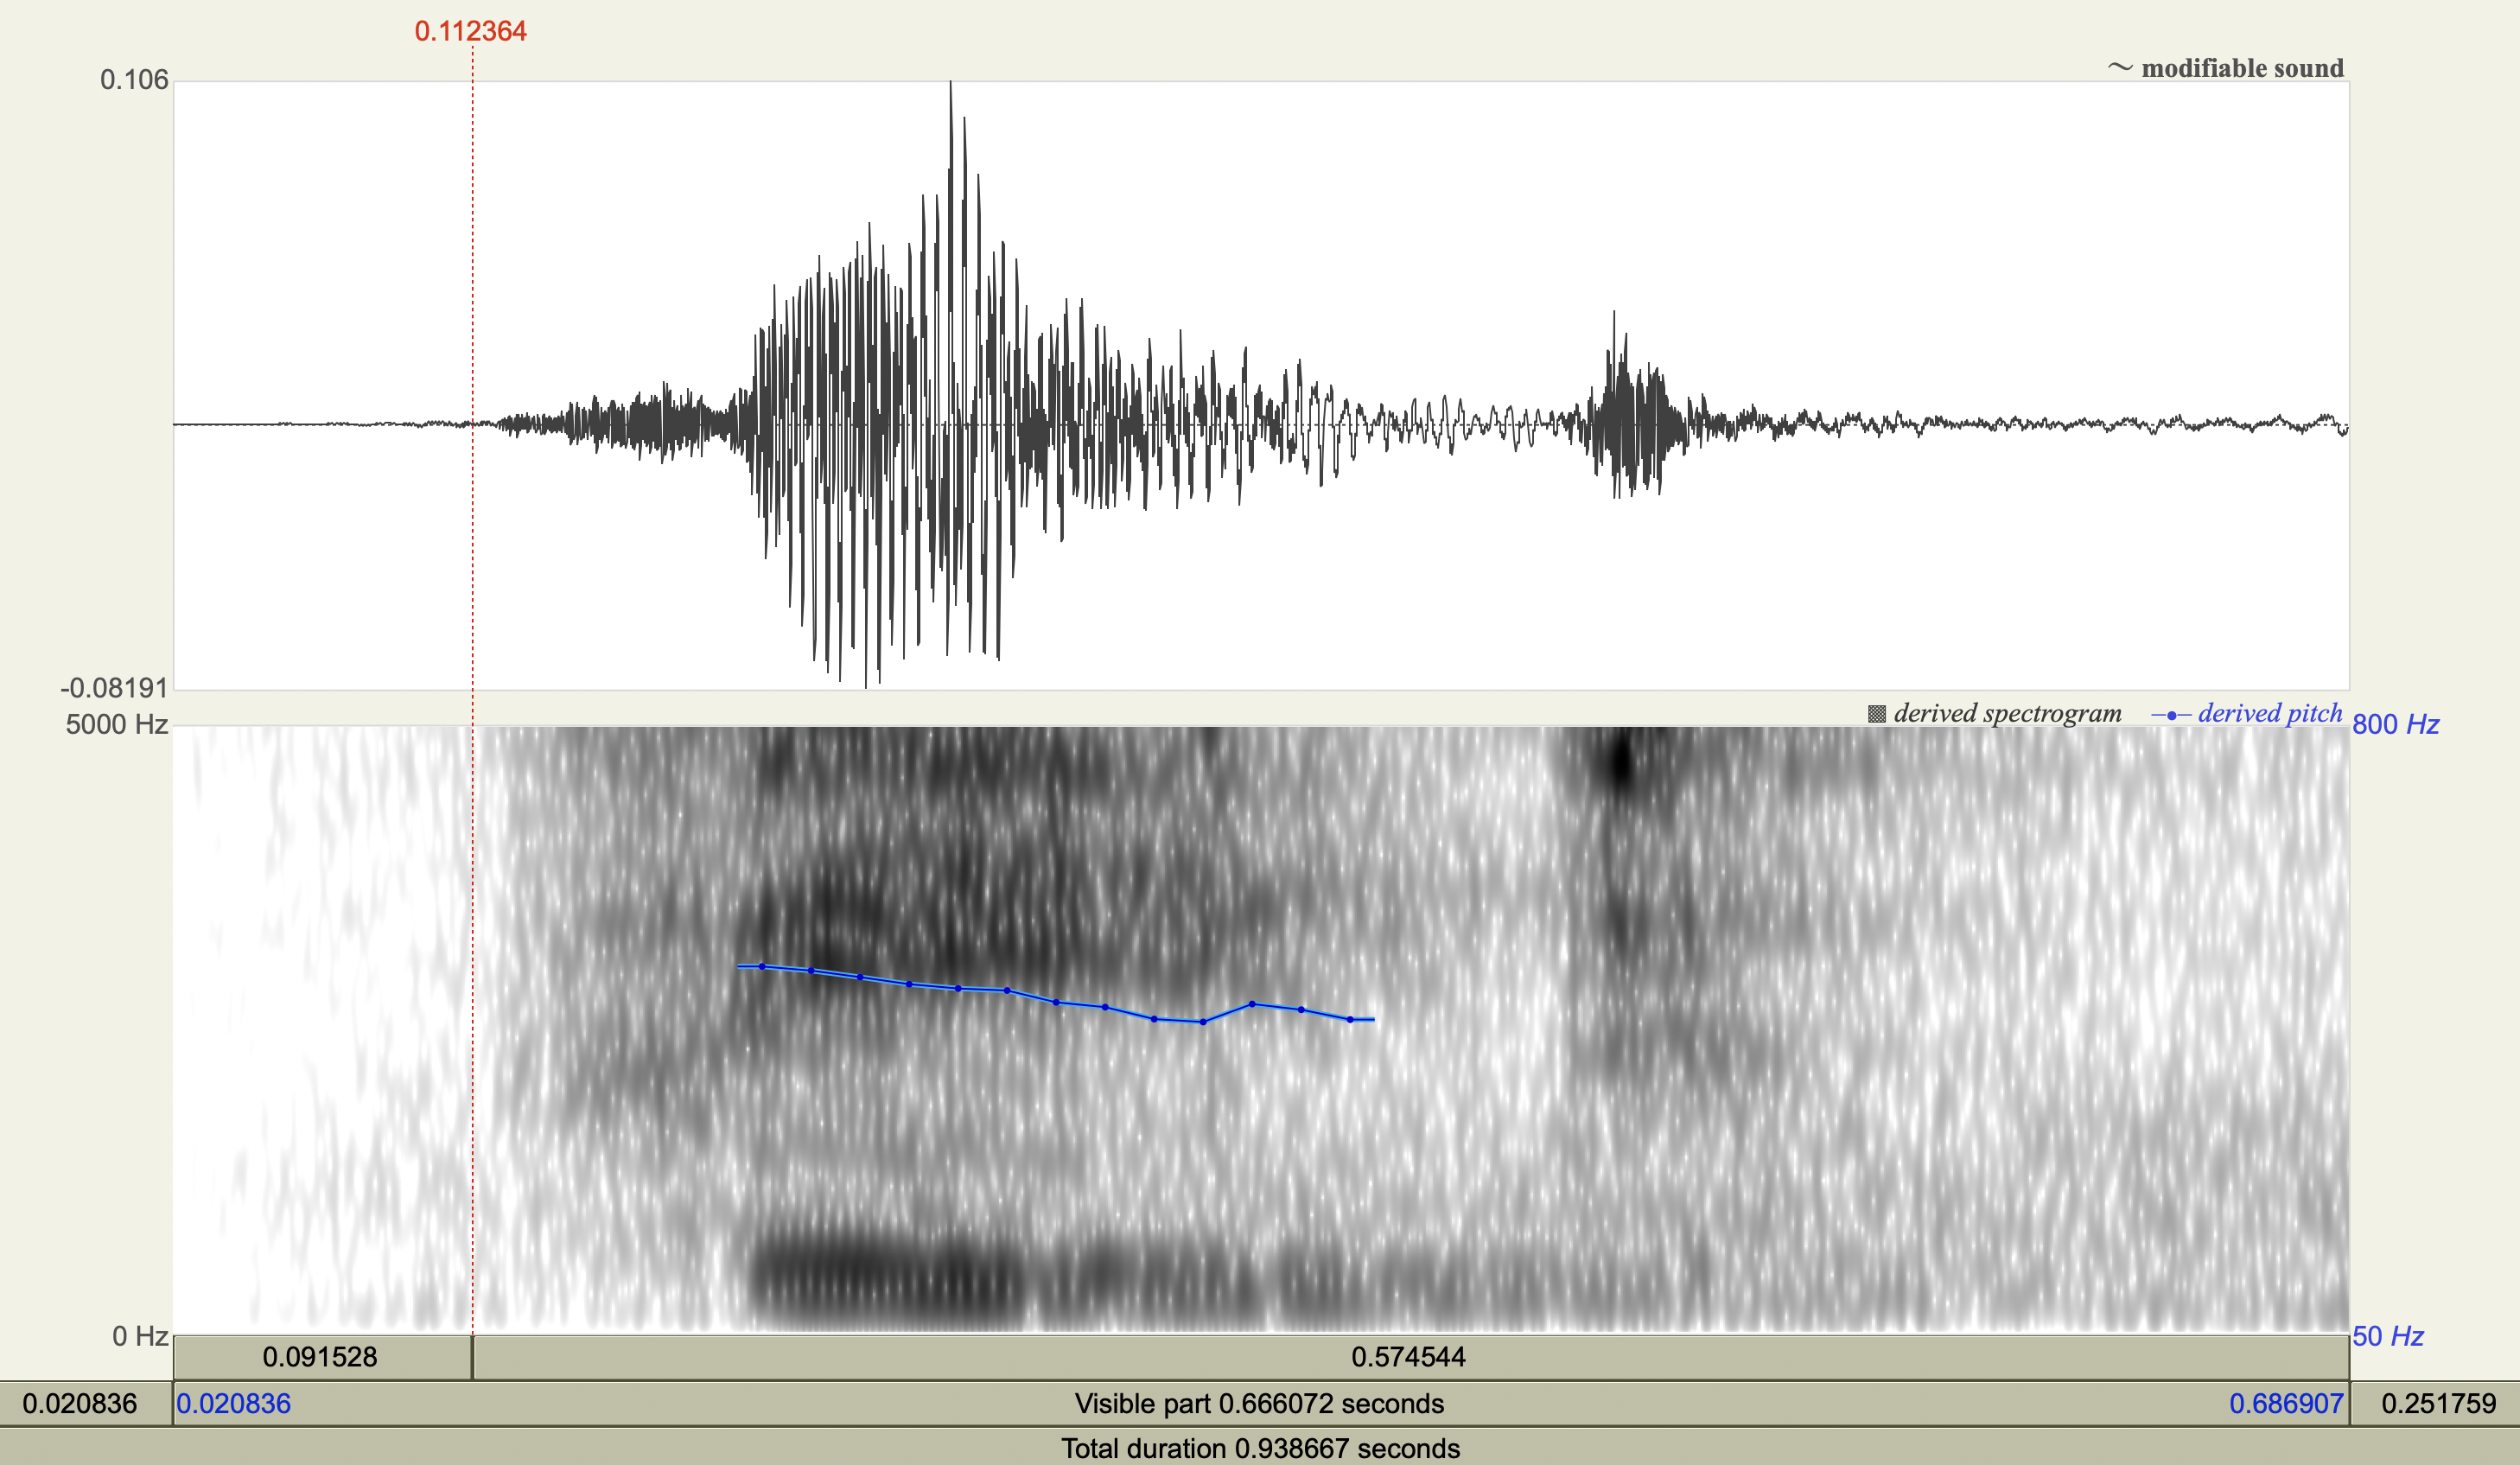 0.112364
0.106
~ modifiable sound
-0.08191
5000 Hz
derived spectrogram
derived pitch
800 Hz
0 Hz
50 Hz
0.091528
0.574544
0.020836
0.020836
Visible part 0.666072 seconds
0.686907
0.251759
Total duration 0.938667 seconds